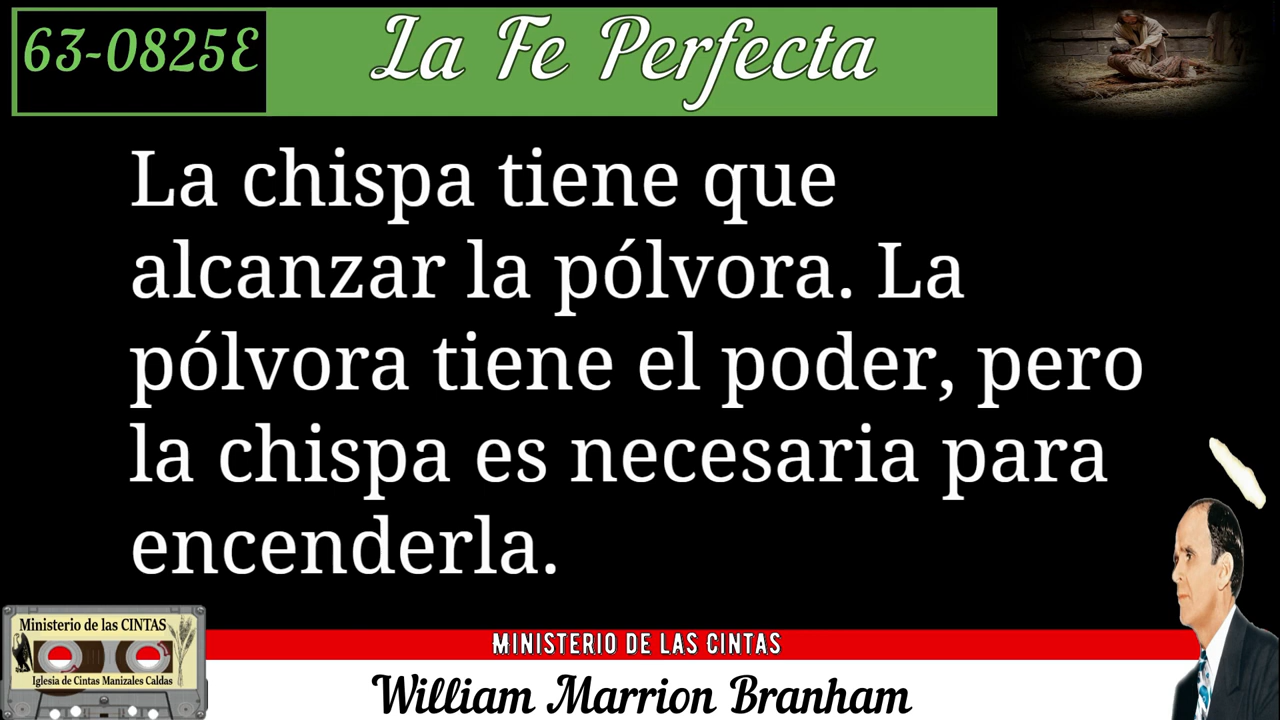 63-0825E
La Fe Perfecta
La chispa tiene que
alcanzar la pólvora. La
pólvora tiene el poder, pero
la chispa es necesaria para
encenderla.
Ministerio de las CINTAS
Iglesia de Cintas Manizales Caldas
MINISTERIO DE LAS CINTAS
William Marrion Branham